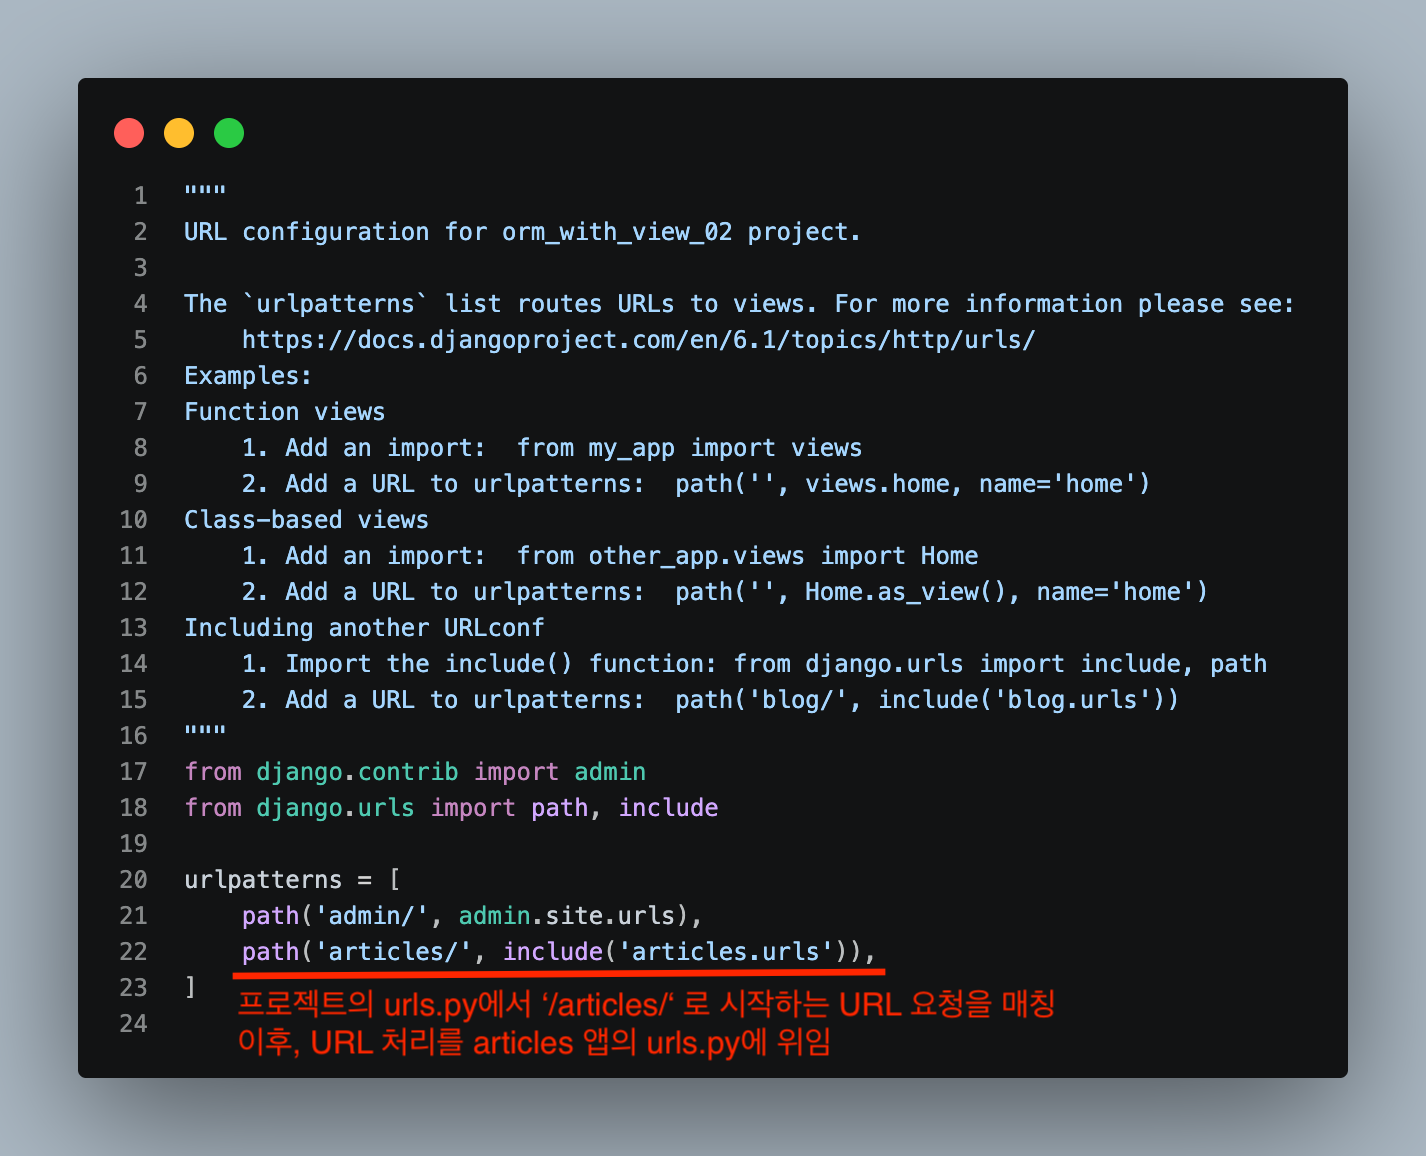 1 """
2 URL configuration for orm_with_view_02 project.
3
4 The `urlpatterns` list routes URLs to views. For more information please see:
5     https://docs.djangoproject.com/en/6.1/topics/http/urls/
6 Examples:
7 Function views
8     1. Add an import:  from my_app import views
9     2. Add a URL to urlpatterns:  path('', views.home, name='home')
10 Class-based views
11     1. Add an import:  from other_app.views import Home
12     2. Add a URL to urlpatterns:  path('', Home.as_view(), name='home')
13 Including another URLconf
14     1. Import the include() function: from django.urls import include, path
15     2. Add a URL to urlpatterns:  path('blog/', include('blog.urls'))
16 """
17 from django.contrib import admin
18 from django.urls import path, include
19
20 urlpatterns = [
21     path('admin/', admin.site.urls),
22     path('articles/', include('articles.urls')),
23 ]
프로젝트의 urls.py에서 ‘/articles/‘ 로 시작하는 URL 요청을 매칭
24
이후, URL 처리를 articles 앱의 urls.py에 위임